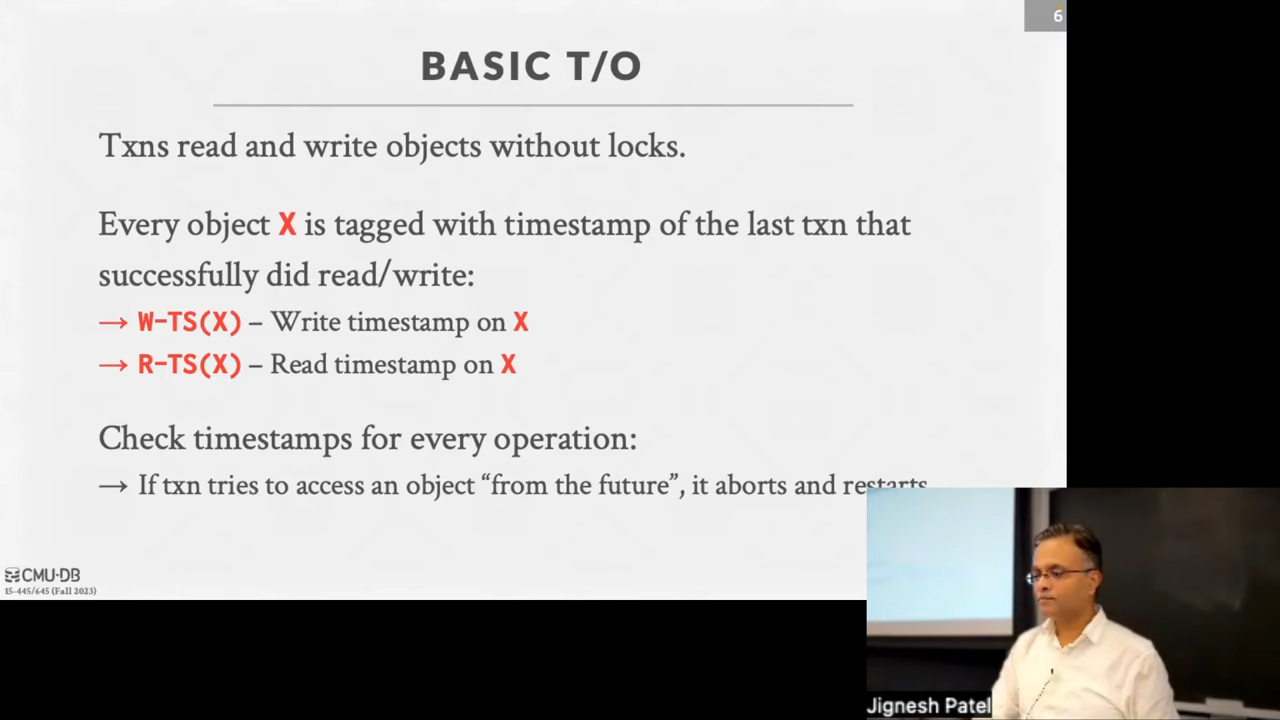 6
BASIC T/O
Txns read and write objects without locks.
Every object X is tagged with timestamp of the last txn that
successfully did read/write:
→ W-TS(X) – Write timestamp on X
→ R-TS(X) – Read timestamp on X
Check timestamps for every operation:
→ If txn tries to access an object “from the future”, it aborts and restarts
CMU·DB
15-445/645 (Fall 2023)
Jignesh Patel